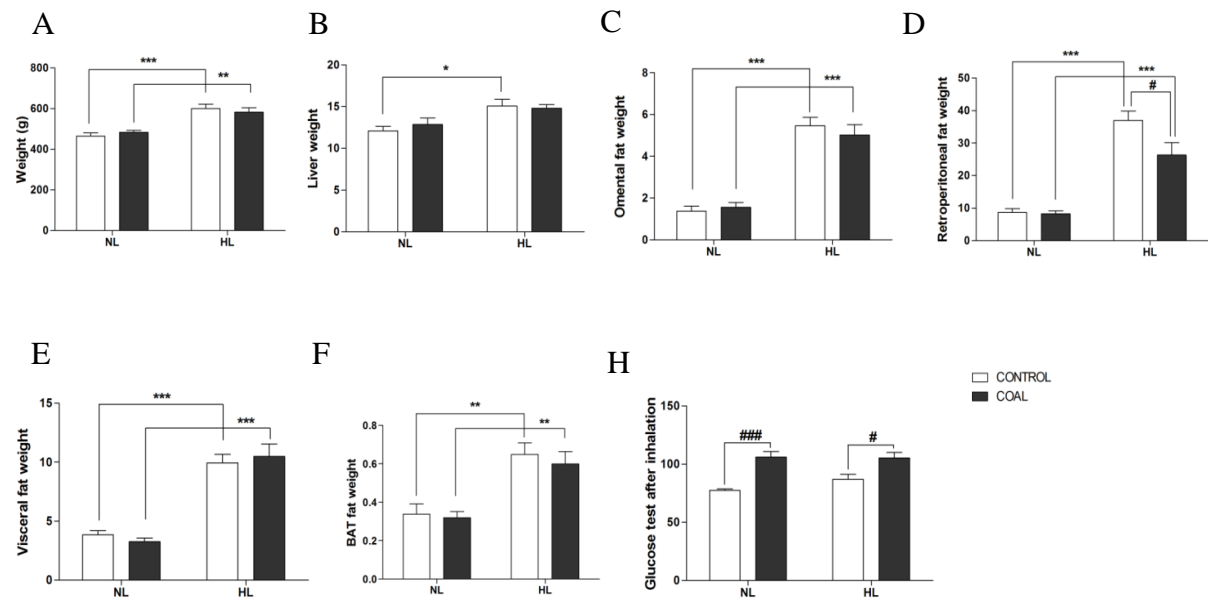 A
Weight (g)
800
600
400
200
0
***
**
NL
HL
B
Liver weight
20
15
10
5
0
*
NL
HL
C
Omental fat weight
8
6
4
2
0
***
***
NL
HL
D
Retroperitoneal fat weight
50
40
30
20
10
0
***
***
#
NL
HL
E
Visceral fat weight
15
10
5
0
***
***
NL
HL
F
BAT fat weight
0.8
0.6
0.4
0.2
0.0
**
**
NL
HL
H
Glucose test after inhalation
150
100
50
0
###
#
NL
HL
CONTROL
COAL